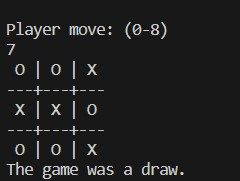 Player move: (0-8)
7
O | O | X
---+---+---
X | X | O
---+---+---
O | O | X
The game was a draw.